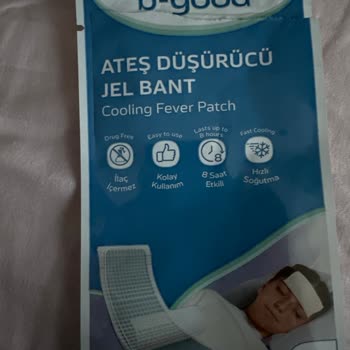 b-good
ATEŞ DÜŞÜRÜCÜ
JEL BANT
Cooling Fever Patch
Drug Free
Easy to use
Lasts up to
8 hours
Fast Cooling
8
İlaç
İçermez
Kolay
Kullanım
8 Saat
Etkili
Hızlı
Soğutma